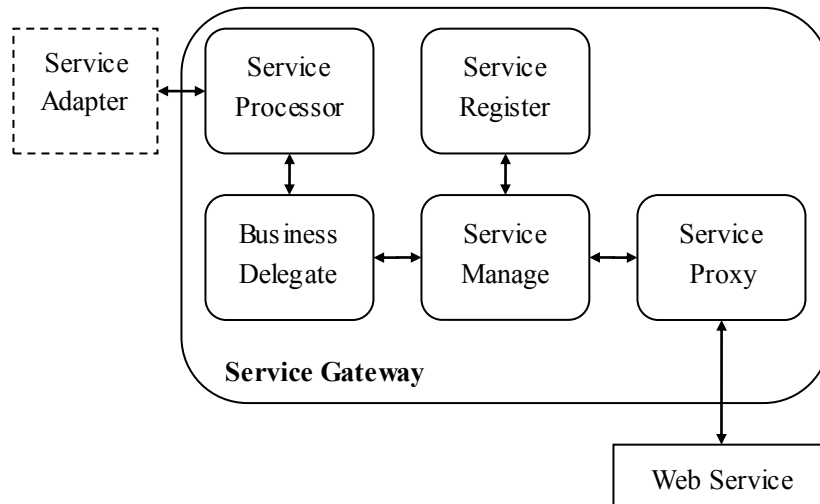 Service
Adapter
Service
Processor
Service
Register
Business
Delegate
Service
Manage
Service
Proxy
Service Gateway
Web Service